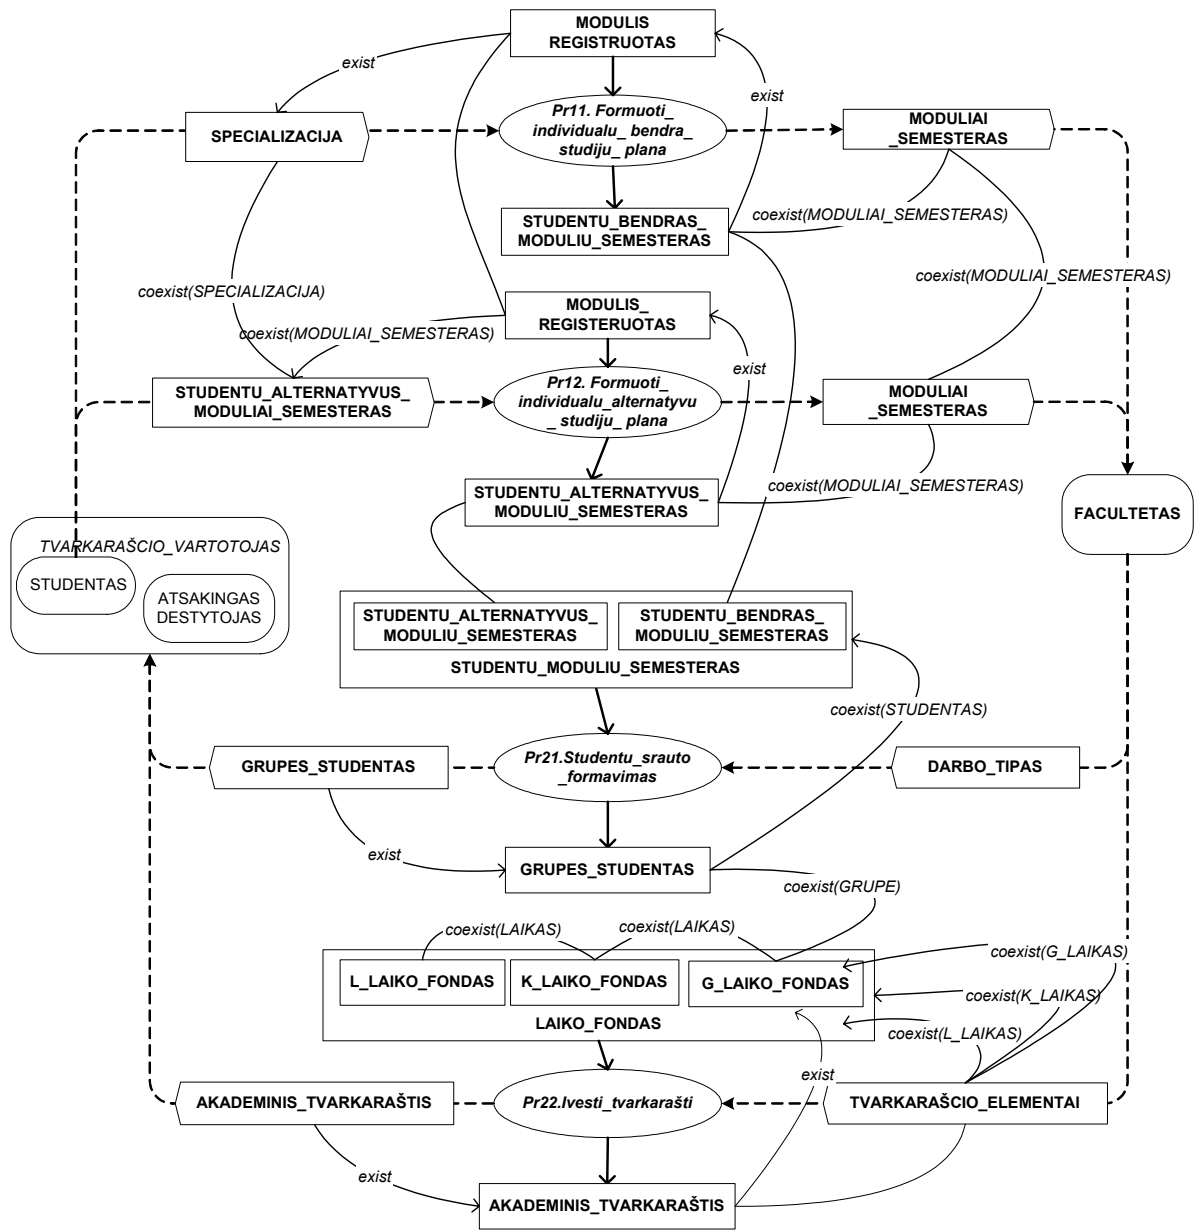 MODULIS
REGISTRUOTAS
exist
exist
Pr11. Formuoti_
individualu_ bendra_
studiju_ plana
SPECIALIZACIJA
MODULIAI
_SEMESTERAS
STUDENTU_BENDRAS_
MODULIU_SEMESTERAS
coexist(MODULIAI_SEMESTERAS)
coexist(MODULIAI_SEMESTERAS)
coexist(SPECIALIZACIJA)
MODULIS_
REGISTERUOTAS
coexist(MODULIAI_SEMESTERAS)
exist
STUDENTU_ALTERNATYVUS_
MODULIAI_SEMESTERAS
Pr12. Formuoti_
individualu_alternatyvu
_ studiju_ plana
MODULIAI
_SEMESTERAS
STUDENTU_ALTERNATYVUS_
MODULIU_SEMESTERAS
coexist(MODULIAI_SEMESTERAS)
FACULTETAS
TVARKARAŠCIO_VARTOTOJAS
STUDENTAS
ATSAKINGAS
DESTYTOJAS
STUDENTU_ALTERNATYVUS_
MODULIU_SEMESTERAS
STUDENTU_BENDRAS_
MODULIU_SEMESTERAS
STUDENTU_MODULIU_SEMESTERAS
coexist(STUDENTAS)
GRUPES_STUDENTAS
Pr21.Studentu_srauto
_formavimas
DARBO_TIPAS
exist
GRUPES_STUDENTAS
coexist(GRUPE)
coexist(LAIKAS)
coexist(LAIKAS)
coexist(G_LAIKAS)
L_LAIKO_FONDAS
K_LAIKO_FONDAS
G_LAIKO_FONDAS
coexist(K_LAIKAS)
LAIKO_FONDAS
coexist(L_LAIKAS)
exist
AKADEMINIS_TVARKARAŠTIS
Pr22.Ivesti_tvarkarašti
TVARKARAŠCIO_ELEMENTAI
exist
AKADEMINIS_TVARKARAŠTIS